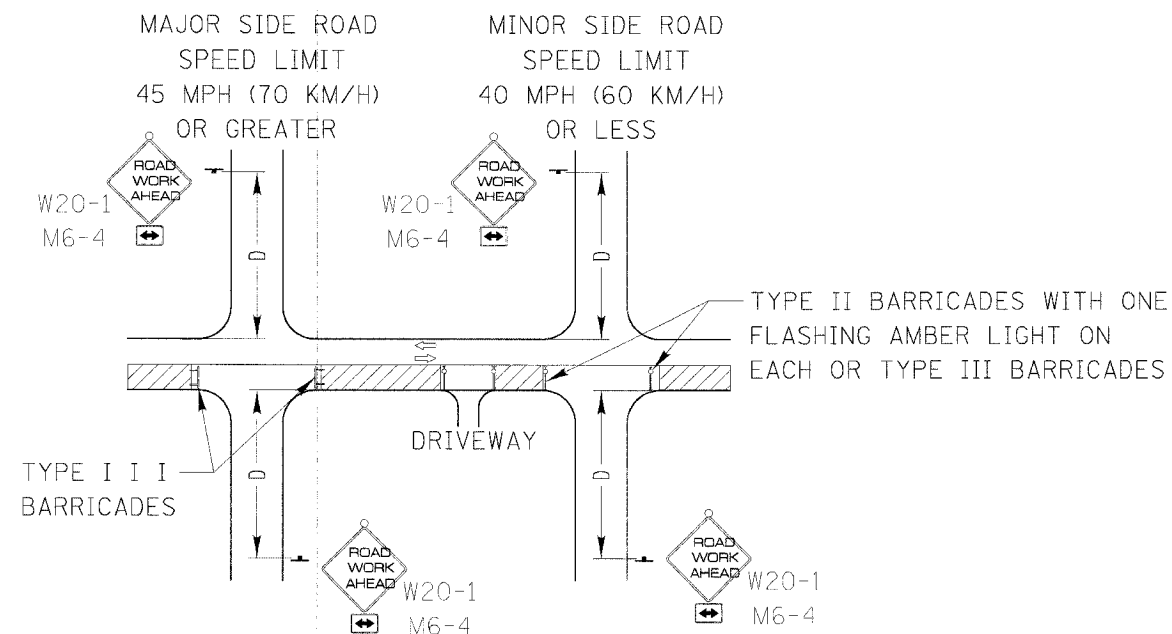 MAJOR SIDE ROAD
SPEED LIMIT
45 MPH (70 KM/H)
OR GREATER
MINOR SIDE ROAD
SPEED LIMIT
40 MPH (60 KM/H)
OR LESS
ROAD
WORK
AHEAD
W20-1
M6-4
D
ROAD
WORK
AHEAD
W20-1
M6-4
D
TYPE II BARRICADES WITH ONE
FLASHING AMBER LIGHT ON
EACH OR TYPE III BARRICADES
DRIVEWAY
TYPE I I I
BARRICADES
D
D
ROAD
WORK
AHEAD
W20-1
M6-4
ROAD
WORK
AHEAD
W20-1
M6-4